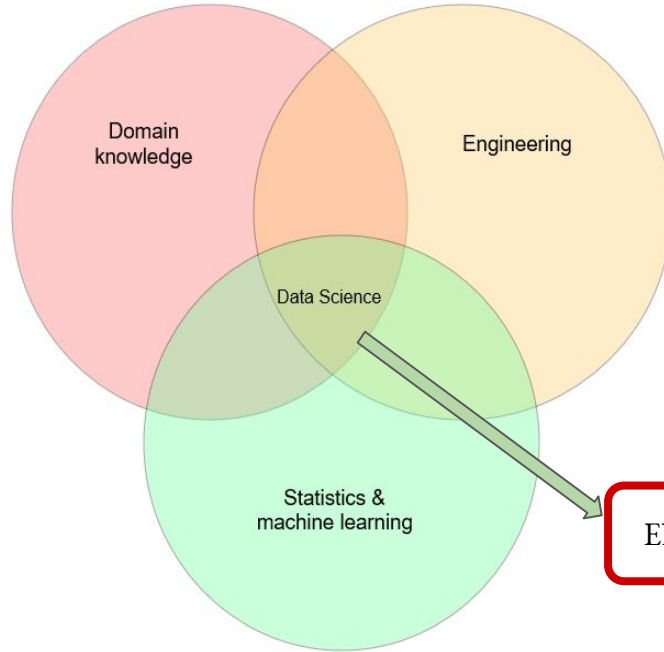 Domain
knowledge
Engineering
Data Science
Statistics &
machine learning